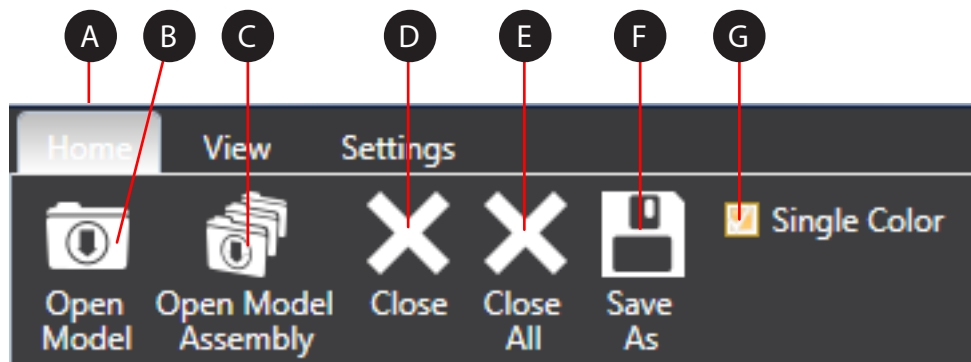 A B C D E F G
Home View Settings
Single Color
Open Model Open Model Assembly Close Close All Save As